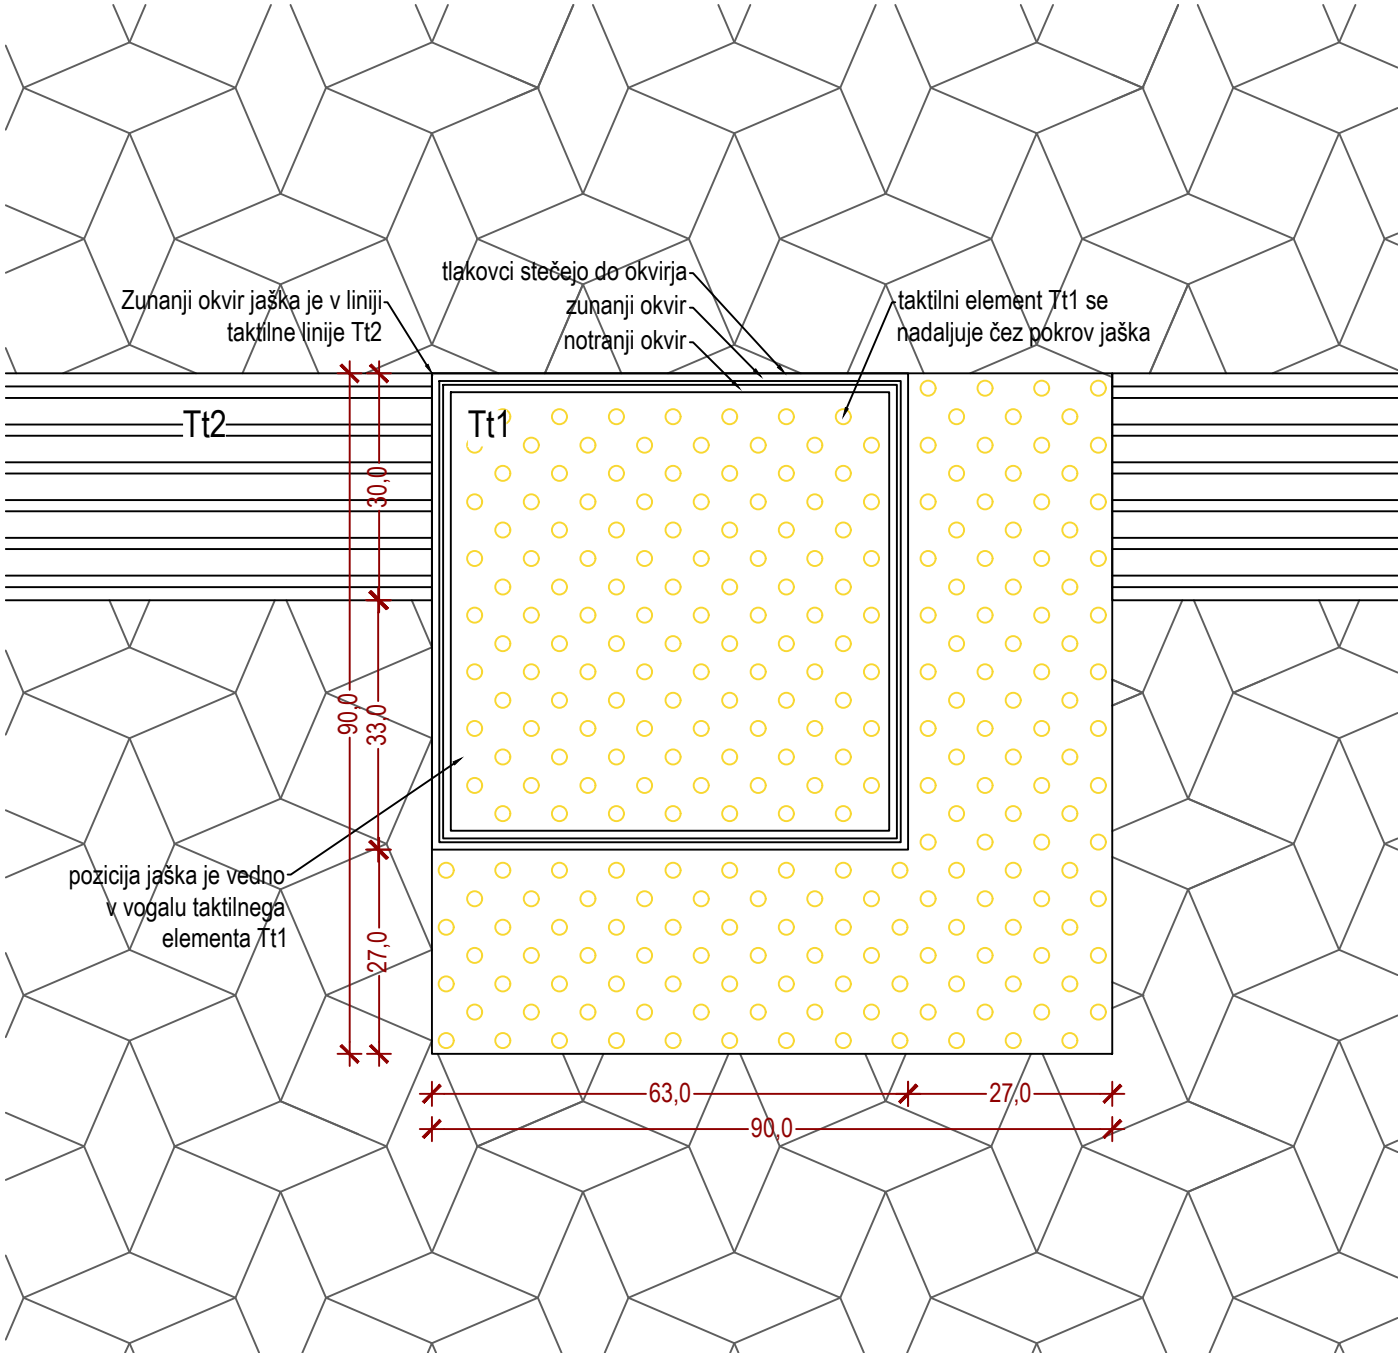 tlakovci stečejo do okvirja
zunanji okvir
notranji okvir
Zunanji okvir jaška je v liniji
taktilne linije Tt2
taktilni element Tt1 se
nadaljuje čez pokrov jaška
Tt2
Tt1
30,0
90,0
33,0
27,0
pozicija jaška je vedno
v vogalu taktilnega
elementa Tt1
63,0
27,0
90,0